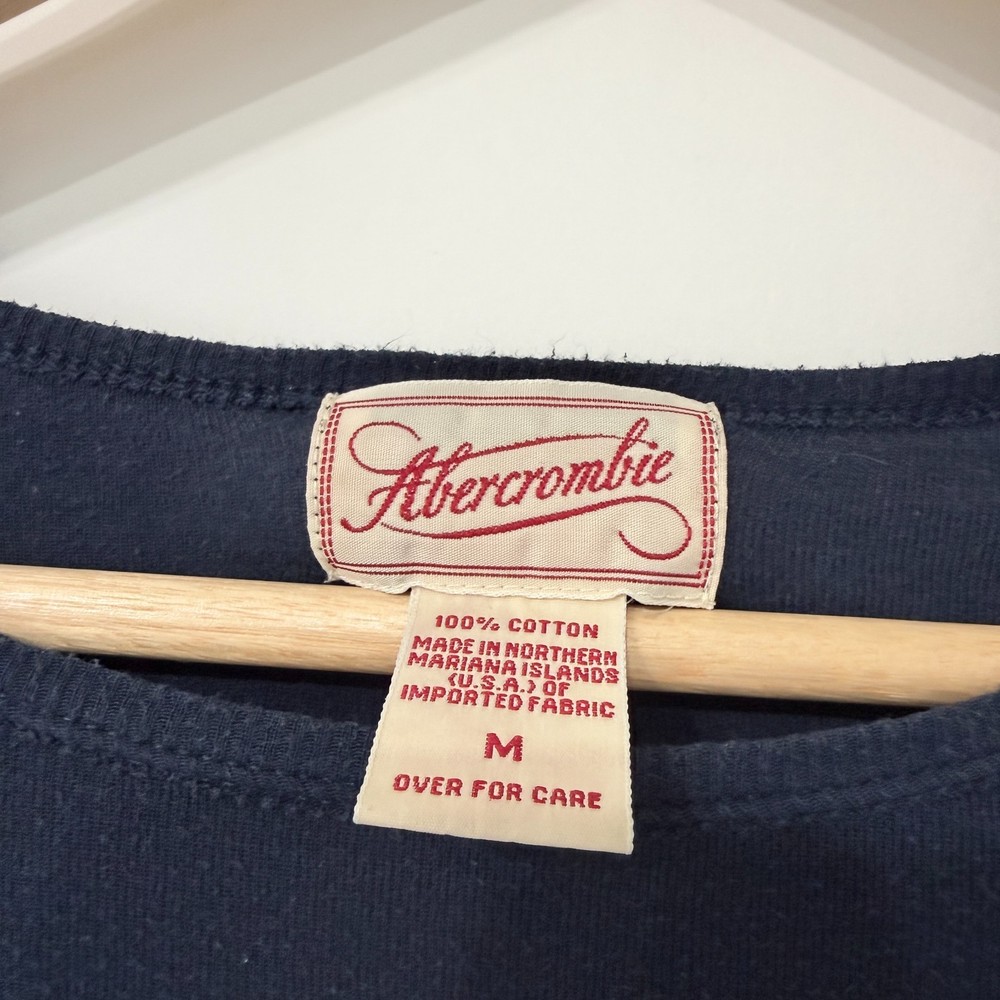 Abercrombie
100% COTTON
MADE IN NORTHERN
MARIANA ISLANDS
(U.S.A.) OF
IMPORTED FABRIC
M
OVER FOR CARE